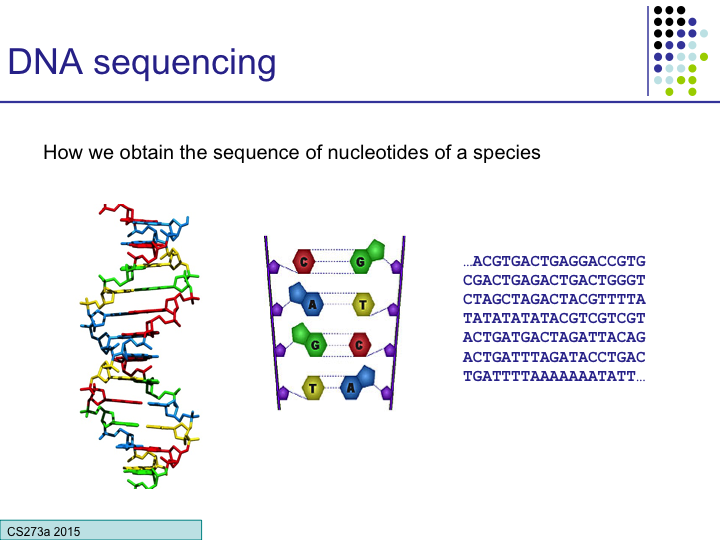 DNA sequencing
How we obtain the sequence of nucleotides of a species
C G
A T
G C
T A
…ACGTGACTGAGGACCGTG
CGACTGAGACTGACTGGGT
CTAGCTAGACTACGTTTTA
TATATATATACGTCGTCGT
ACTGATGACTAGATTACAG
ACTGATTTAGATACCTGAC
TGATTTTAAAAAAATATT…
CS273a 2015